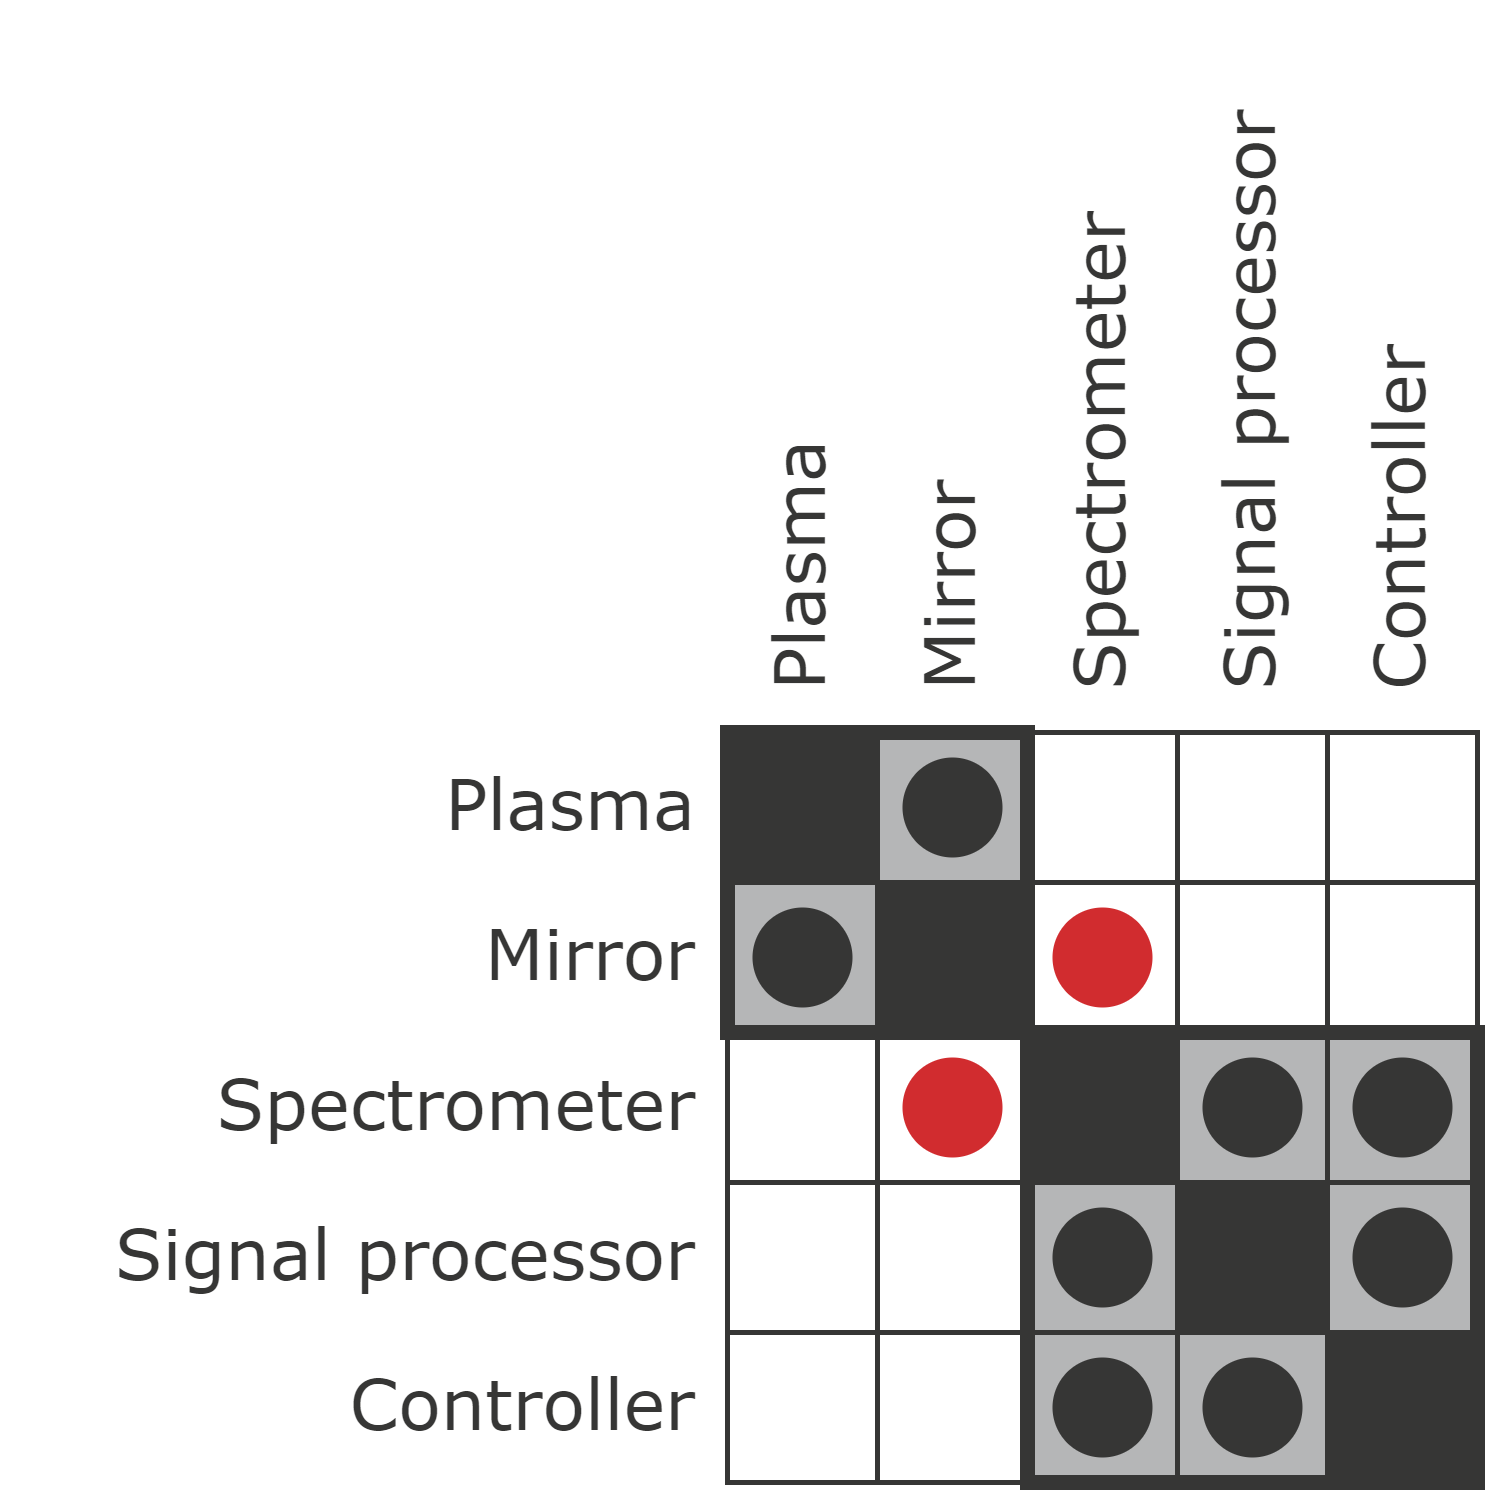 Plasma
Mirror
Spectrometer
Signal processor
Controller
Plasma
Mirror
Spectrometer
Signal processor
Controller